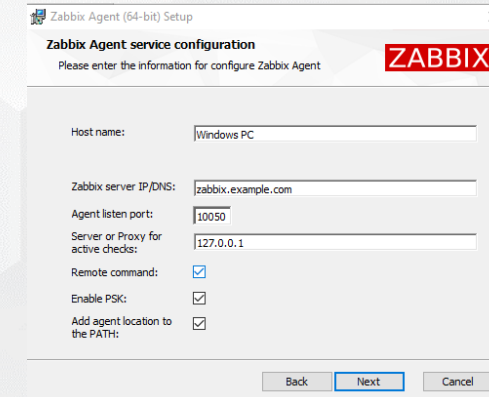 Zabbix Agent (64-bit) Setup
Zabbix Agent service configuration
Please enter the information for configure Zabbix Agent
ZABBIX
Host name: Windows PC
Zabbix server IP/DNS: zabbix.example.com
Agent listen port: 10050
Server or Proxy for
active checks: 127.0.0.1
Remote command:
Enable PSK:
Add agent location to
the PATH:
Back Next Cancel